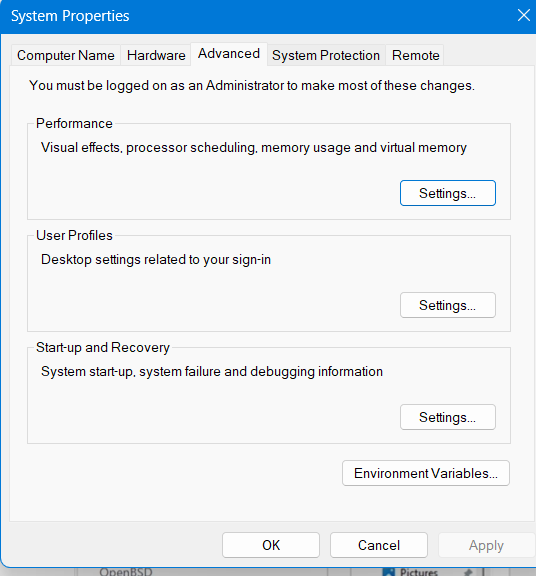 System Properties
Computer Name Hardware Advanced System Protection Remote
You must be logged on as an Administrator to make most of these changes.
Performance
Visual effects, processor scheduling, memory usage and virtual memory
Settings...
User Profiles
Desktop settings related to your sign-in
Settings...
Start-up and Recovery
System start-up, system failure and debugging information
Settings...
Environment Variables...
OK Cancel Apply
OpenBSD Pictures